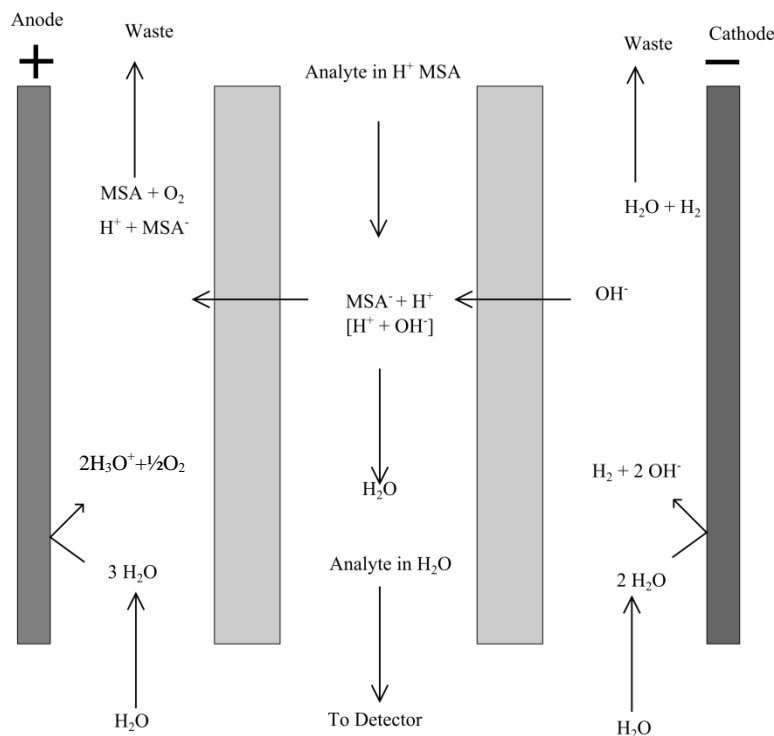 Anode
Waste
Waste
Cathode
+
−
Analyte in H⁺ MSA
MSA + O₂
H⁺ + MSA⁻
H₂O + H₂
OH⁻
MSA⁻ + H⁺
[H⁺ + OH⁻]
2H₃O⁺+½O₂
H₂ + 2 OH⁻
H₂O
3 H₂O
Analyte in H₂O
2 H₂O
H₂O
To Detector
H₂O